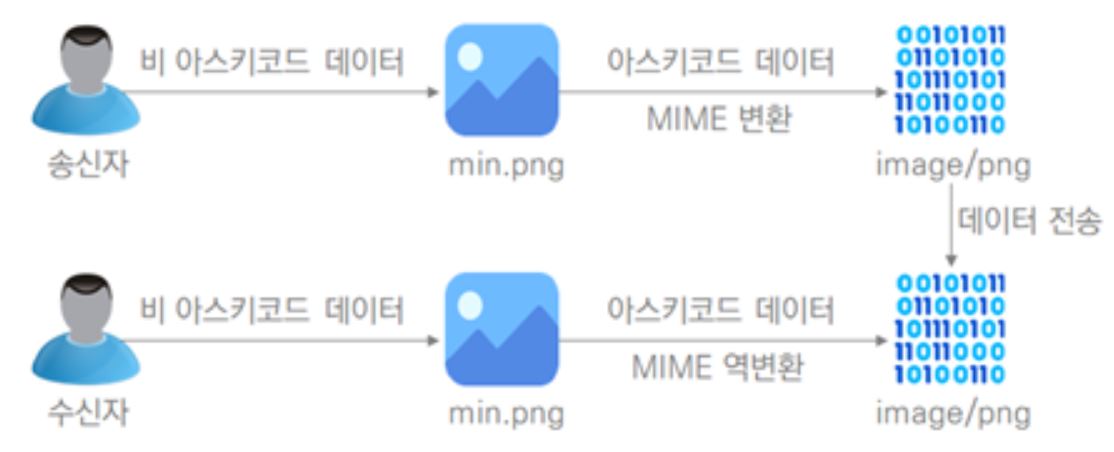 비 아스키코드 데이터
아스키코드 데이터
MIME 변환
00101011
01101010
101110101
11011000
10100110
송신자
min.png
image/png
데이터 전송
비 아스키코드 데이터
아스키코드 데이터
MIME 역변환
00101011
01101010
101110101
11011000
10100110
수신자
min.png
image/png